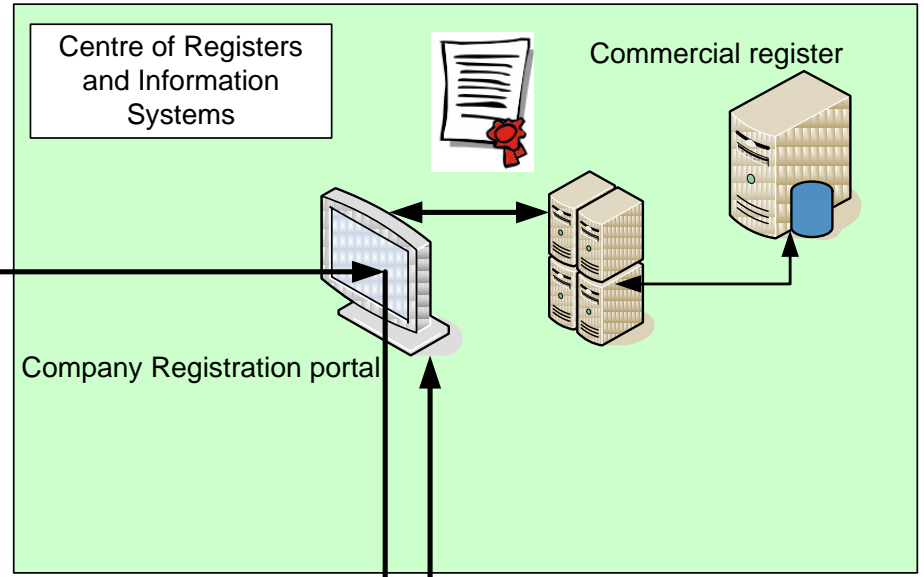 Centre of Registers
and Information
Systems
Commercial register
Company Registration portal